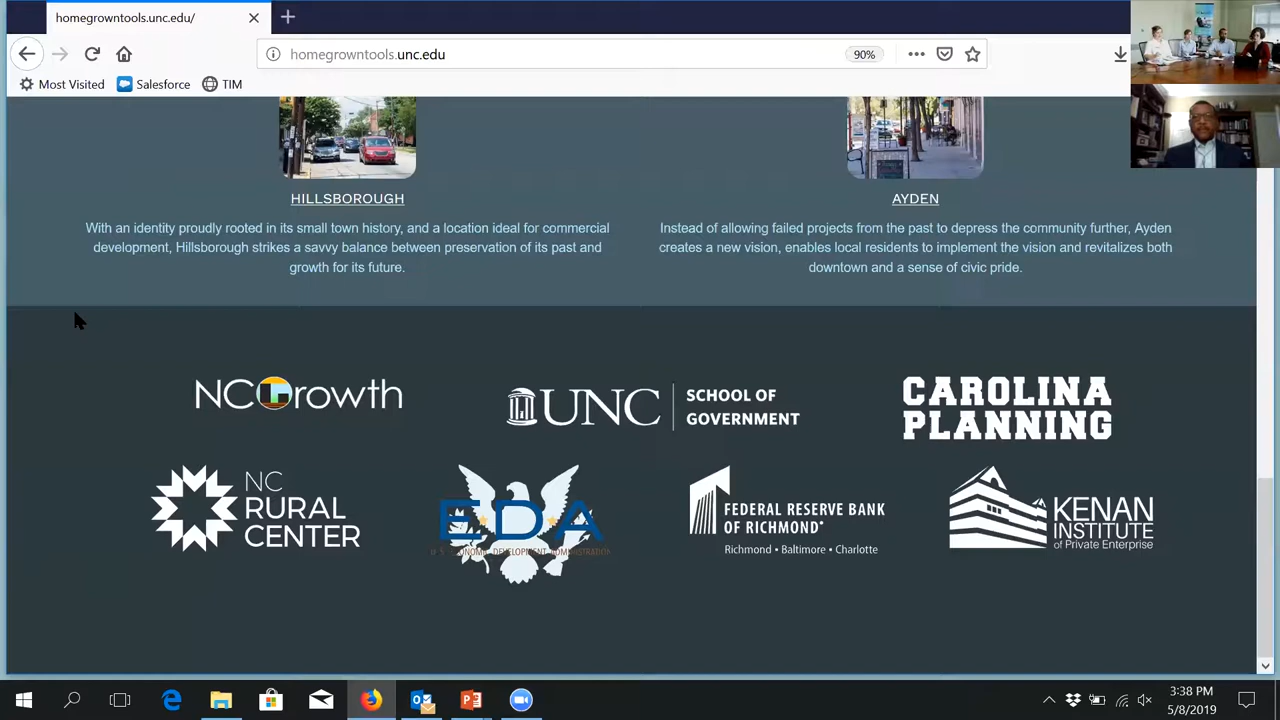 homegrowntools.unc.edu/
homegrowntools.unc.edu
90%
Most Visited
Salesforce
TIM
HILLSBOROUGH
With an identity proudly rooted in its small town history, and a location ideal for commercial
development, Hillsborough strikes a savvy balance between preservation of its past and
growth for its future.
AYDEN
Instead of allowing failed projects from the past to depress the community further, Ayden
creates a new vision, enables local residents to implement the vision and revitalizes both
downtown and a sense of civic pride.
NCGrowth
UNC
SCHOOL OF
GOVERNMENT
CAROLINA
PLANNING
NC
RURAL
CENTER
EDA
U.S. ECONOMIC DEVELOPMENT ADMINISTRATION
FEDERAL RESERVE BANK
OF RICHMOND®
Richmond • Baltimore • Charlotte
KENAN
INSTITUTE
of Private Enterprise
3:38 PM
5/8/2019